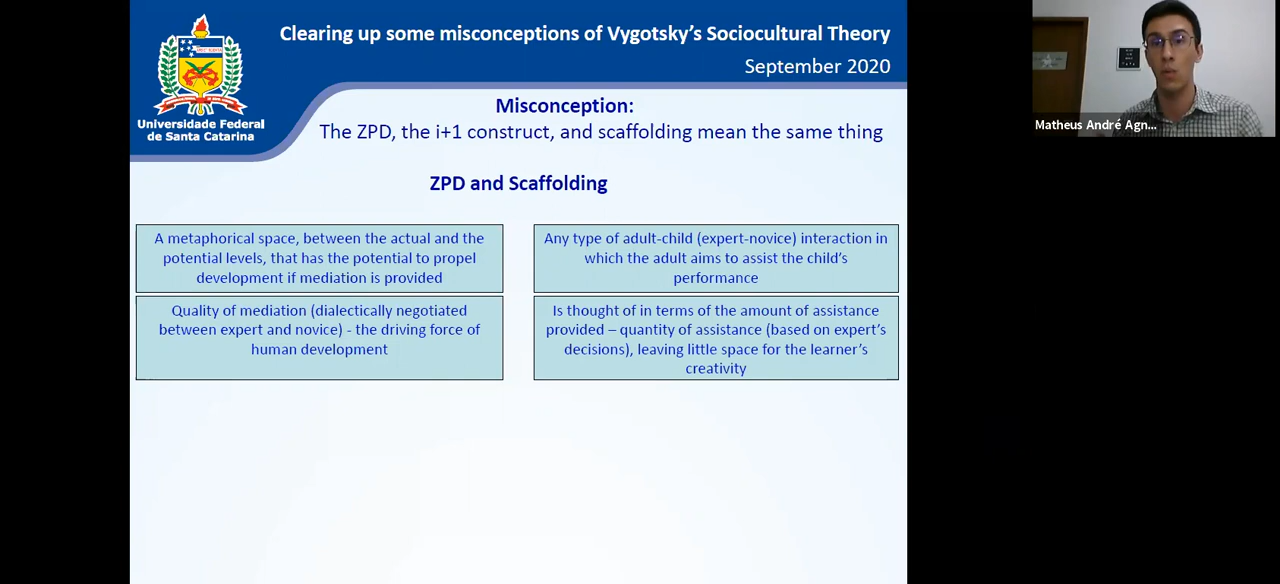 Clearing up some misconceptions of Vygotsky's Sociocultural Theory
September 2020
Universidade Federal
de Santa Catarina
Misconception:
The ZPD, the i+1 construct, and scaffolding mean the same thing
ZPD and Scaffolding
A metaphorical space, between the actual and the
potential levels, that has the potential to propel
development if mediation is provided
Any type of adult-child (expert-novice) interaction in
which the adult aims to assist the child's
performance
Quality of mediation (dialectically negotiated
between expert and novice) - the driving force of
human development
Is thought of in terms of the amount of assistance
provided – quantity of assistance (based on expert's
decisions), leaving little space for the learner's
creativity
Matheus André Agn...